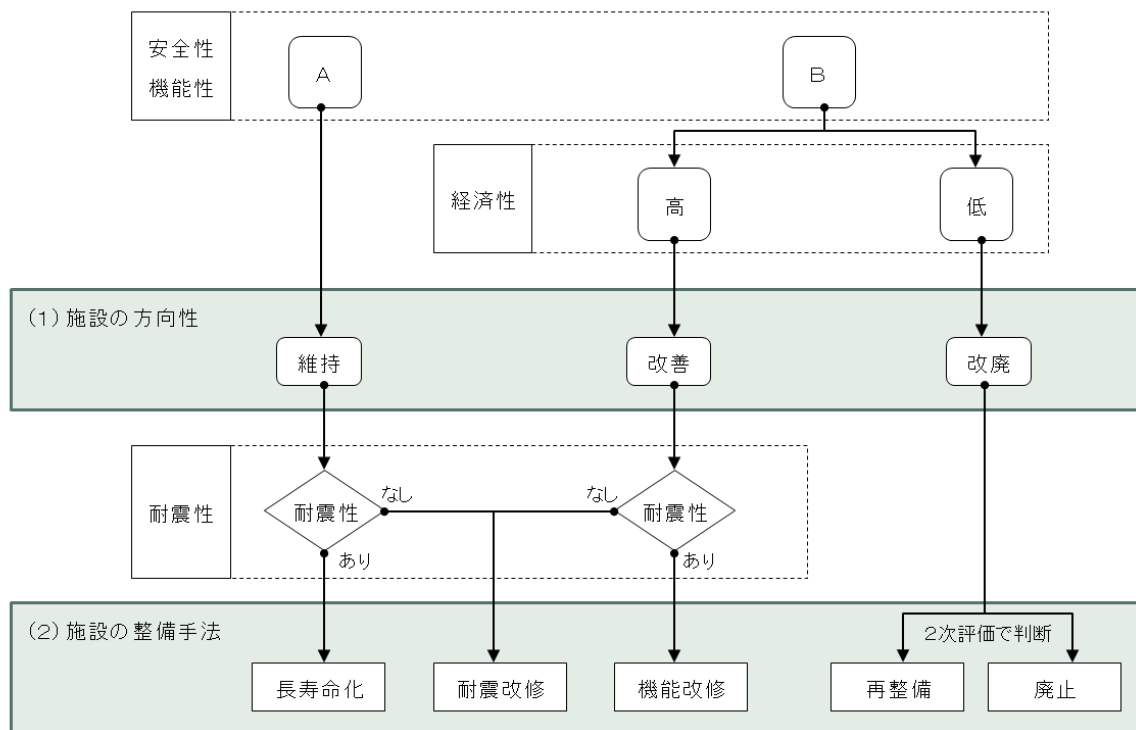 安全性
機能性
A
B
経済性
高
低
(1) 施設の方向性
維持
改善
改廃
耐震性
耐震性
なし
なし
耐震性
あり
あり
(2) 施設の整備手法
2次評価で判断
長寿命化
耐震改修
機能改修
再整備
廃止